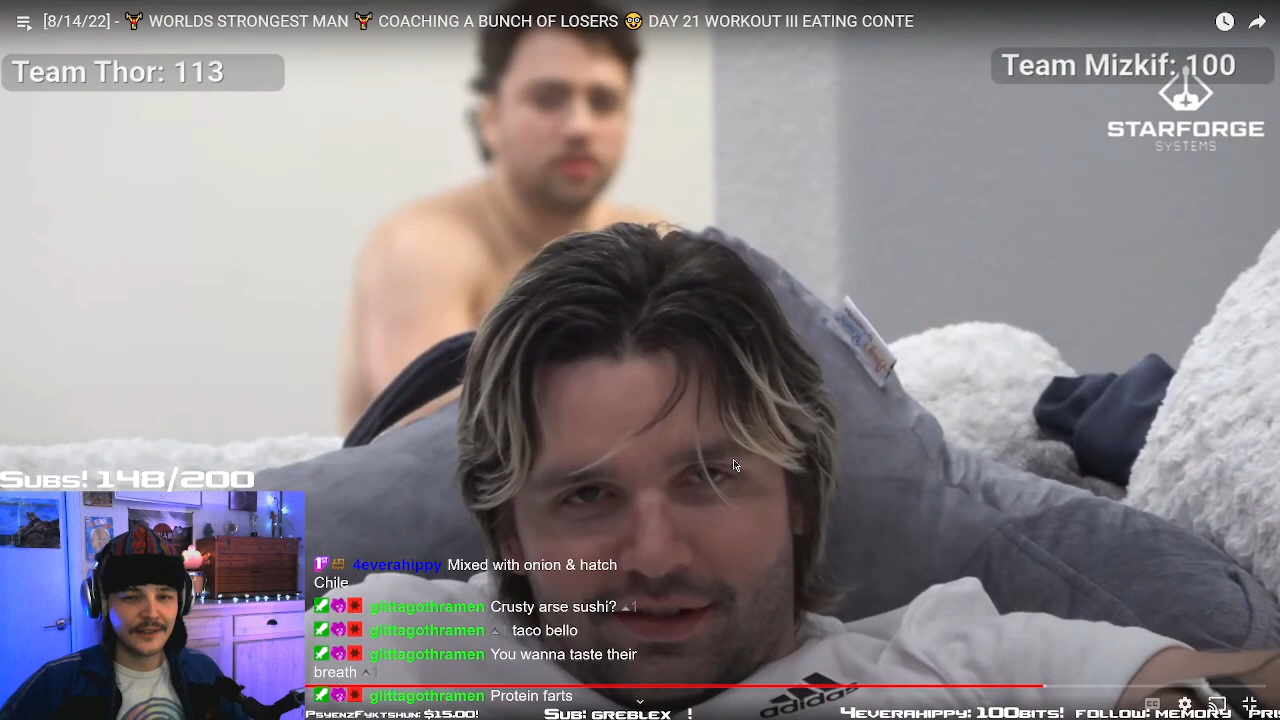 [8/14/22] - 🏋 WORLDS STRONGEST MAN 🏋 COACHING A BUNCH OF LOSERS 🤓 DAY 21 WORKOUT III EATING CONTE
Team Thor: 113
Team Mizkif: 100
STARFORGE
SYSTEMS
Subs! 148/200
4everahippy Mixed with onion & hatch
Chile
glittagothramen Crusty arse sushi? 1
glittagothramen taco bello
glittagothramen You wanna taste their
breath 1
glittagothramen Protein farts
adidas
PsyenzFyktshun: $15.00!
Sub: greblex !
4everahippy: 100bits! follow: memory